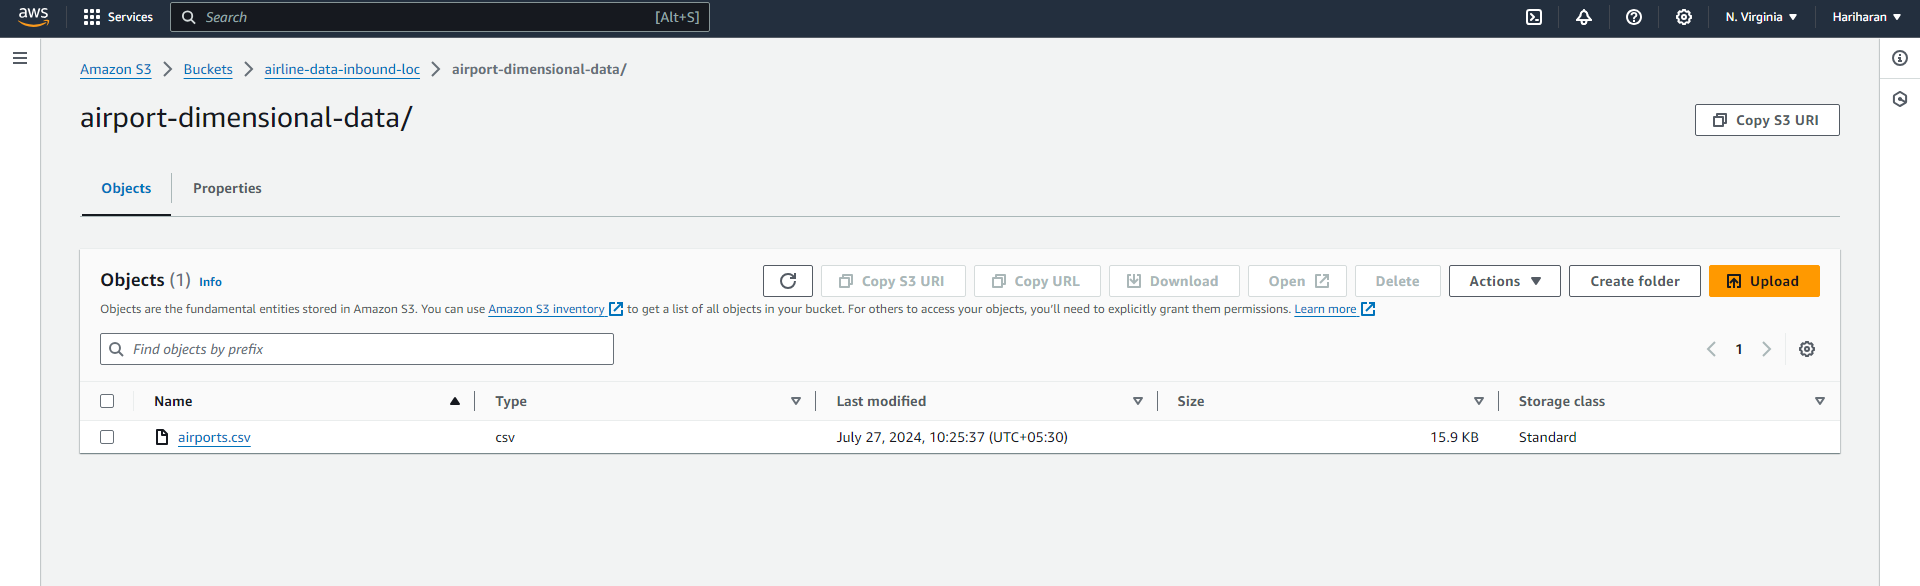 aws Services Search [Alt+S] N. Virginia Hariharan
Amazon S3 Buckets airline-data-inbound-loc airport-dimensional-data/
airport-dimensional-data/
Copy S3 URI
Objects Properties
Objects (1) Info Copy S3 URI Copy URL Download Open Delete Actions Create folder Upload
Objects are the fundamental entities stored in Amazon S3. You can use Amazon S3 inventory to get a list of all objects in your bucket. For others to access your objects, you'll need to explicitly grant them permissions. Learn more
Find objects by prefix 1
Name Type Last modified Size Storage class
airports.csv csv July 27, 2024, 10:25:37 (UTC+05:30) 15.9 KB Standard